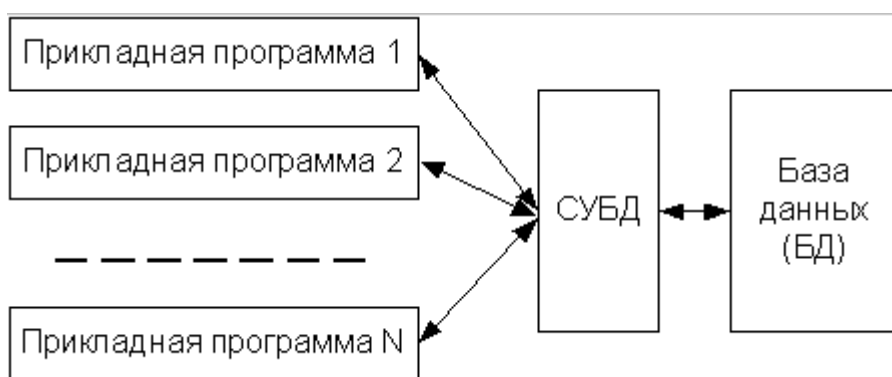 Прикладная программа 1
Прикладная программа 2
Прикладная программа N
СУБД
База
данных
(БД)